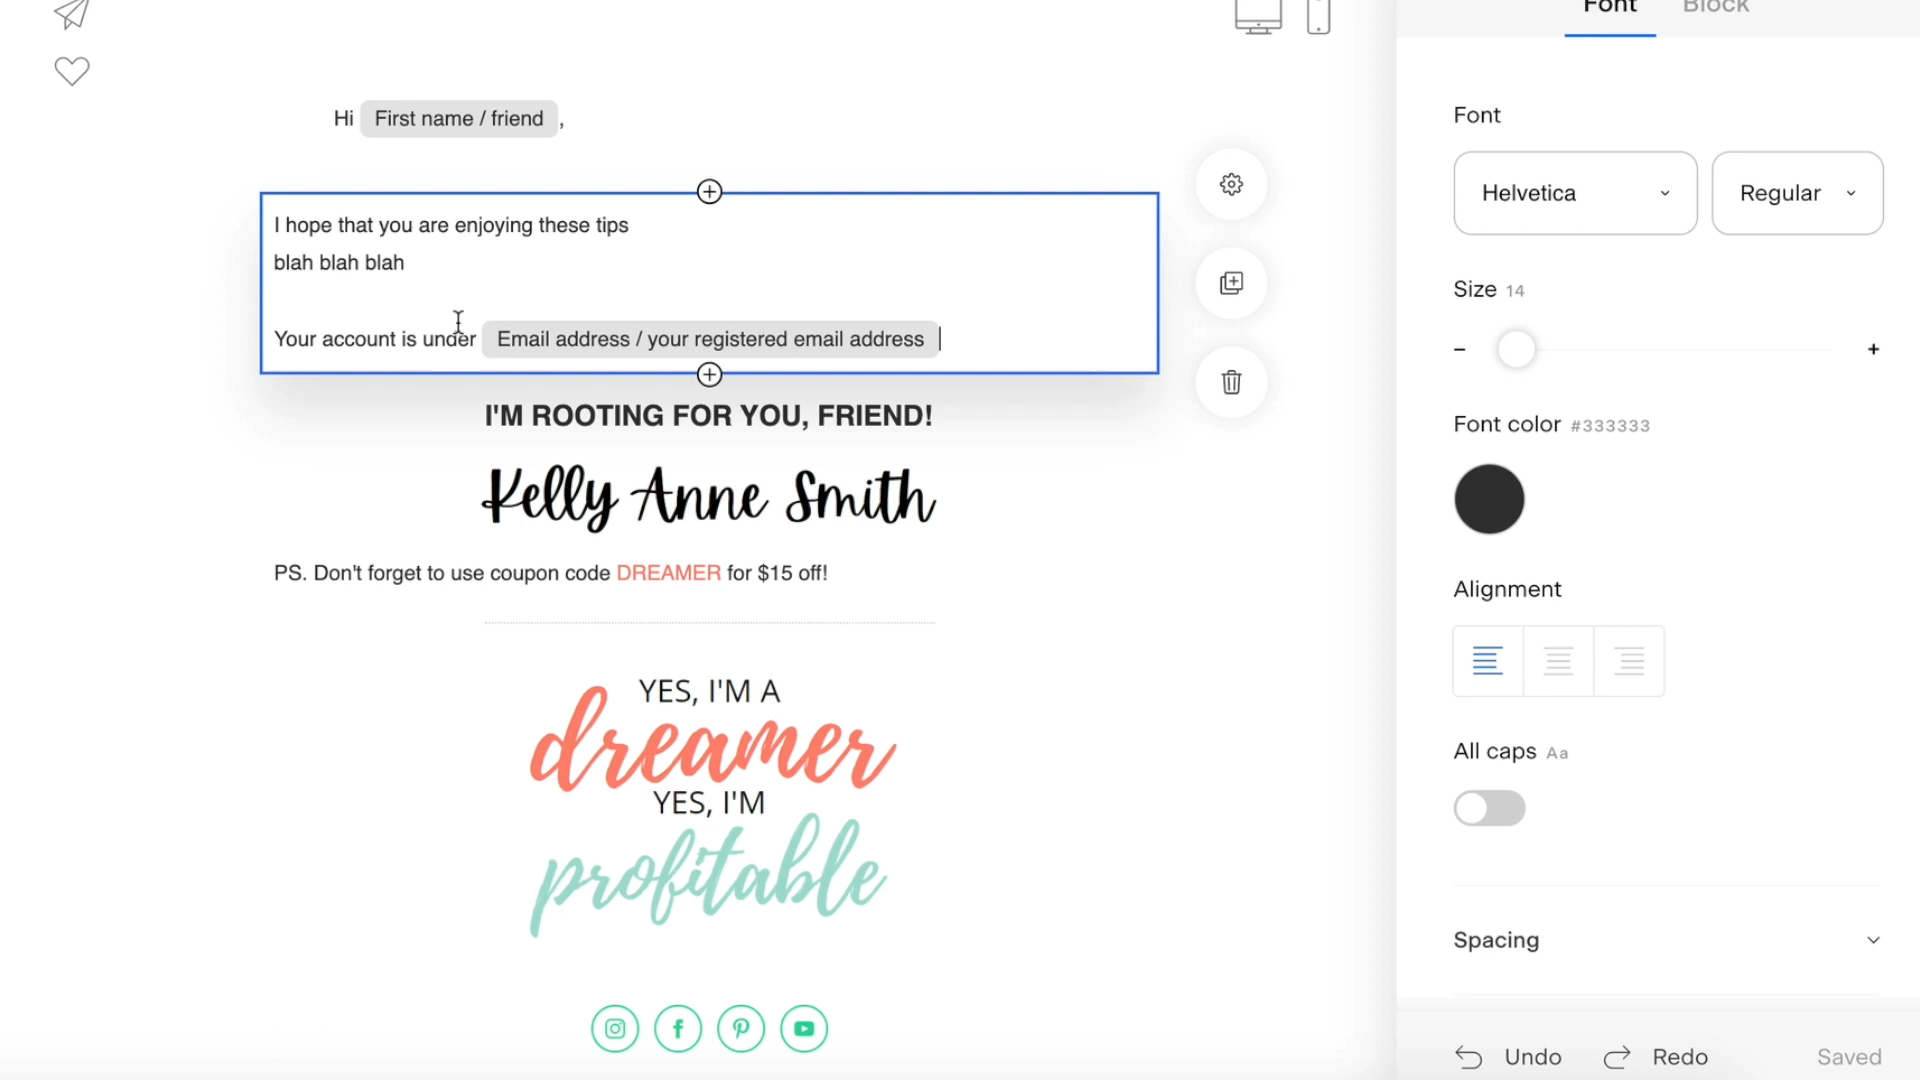 Font Block
Hi First name / friend ,
I hope that you are enjoying these tips
blah blah blah
Your account is under Email address / your registered email address
I'M ROOTING FOR YOU, FRIEND!
Kelly Anne Smith
PS. Don't forget to use coupon code DREAMER for $15 off!
YES, I'M A
dreamer
YES, I'M
profitable
Font
Helvetica Regular
Size 14
Font color #333333
Alignment
All caps Aa
Spacing
Undo Redo Saved